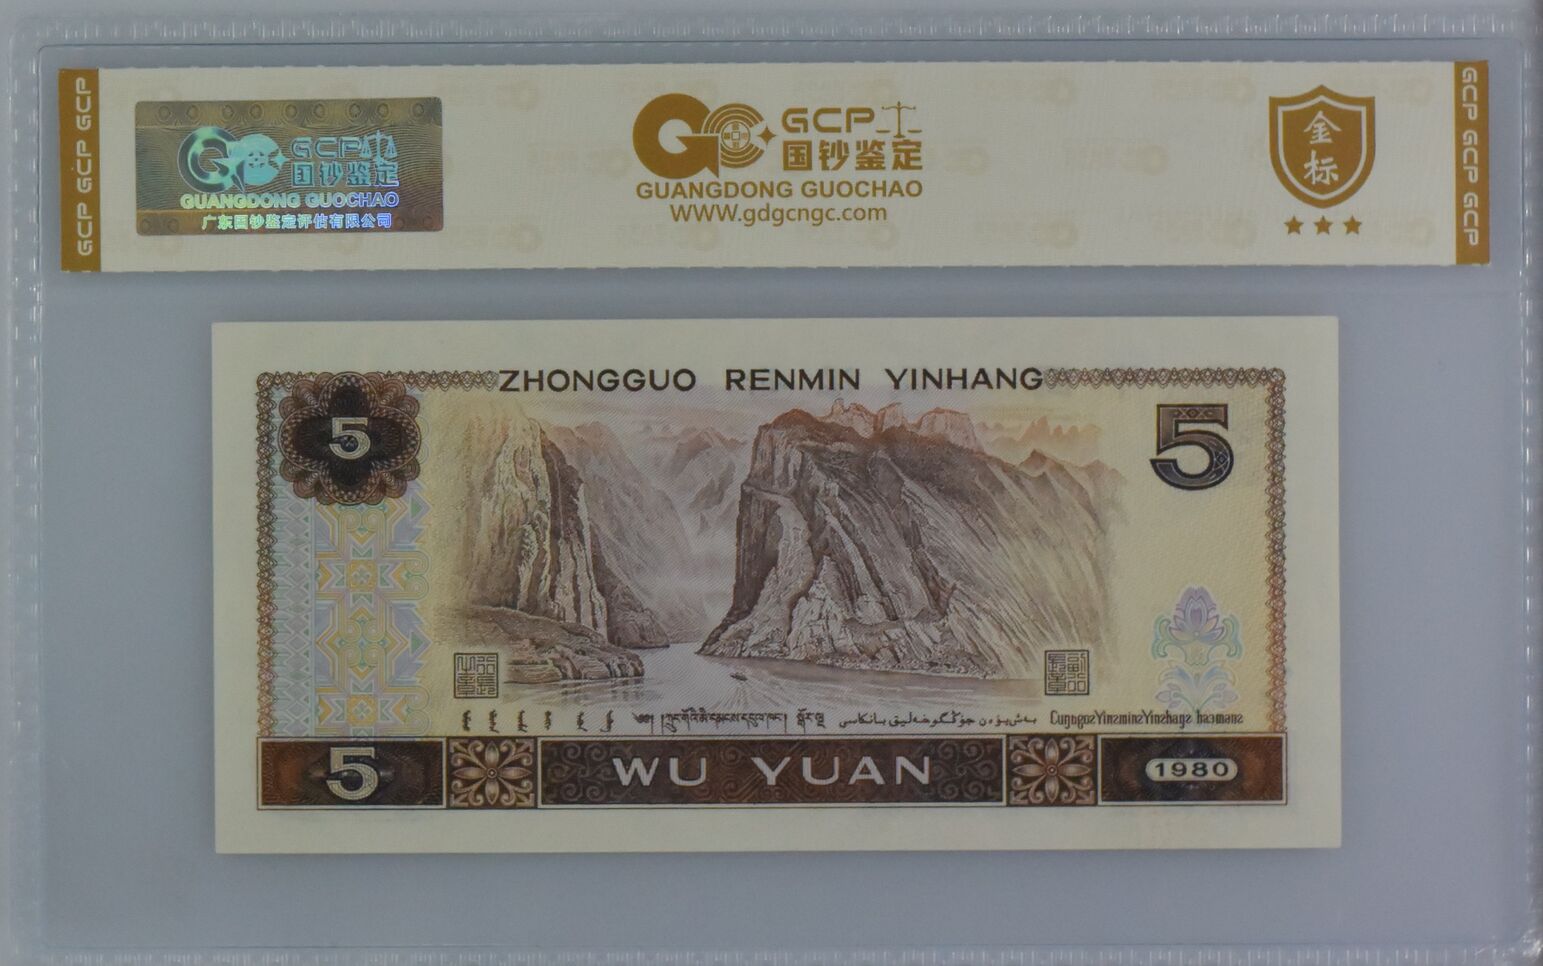 GCP GCP GCP
GCP
国钞鉴定
GUANGDONG GUOCHAO
广东国钞鉴定评估有限公司
GCP
国钞鉴定
GUANGDONG GUOCHAO
WWW.gdgcngc.com
金标
GCP GCP GCP
ZHONGGUO RENMIN YINHANG
5
5
5
WU YUAN
1980